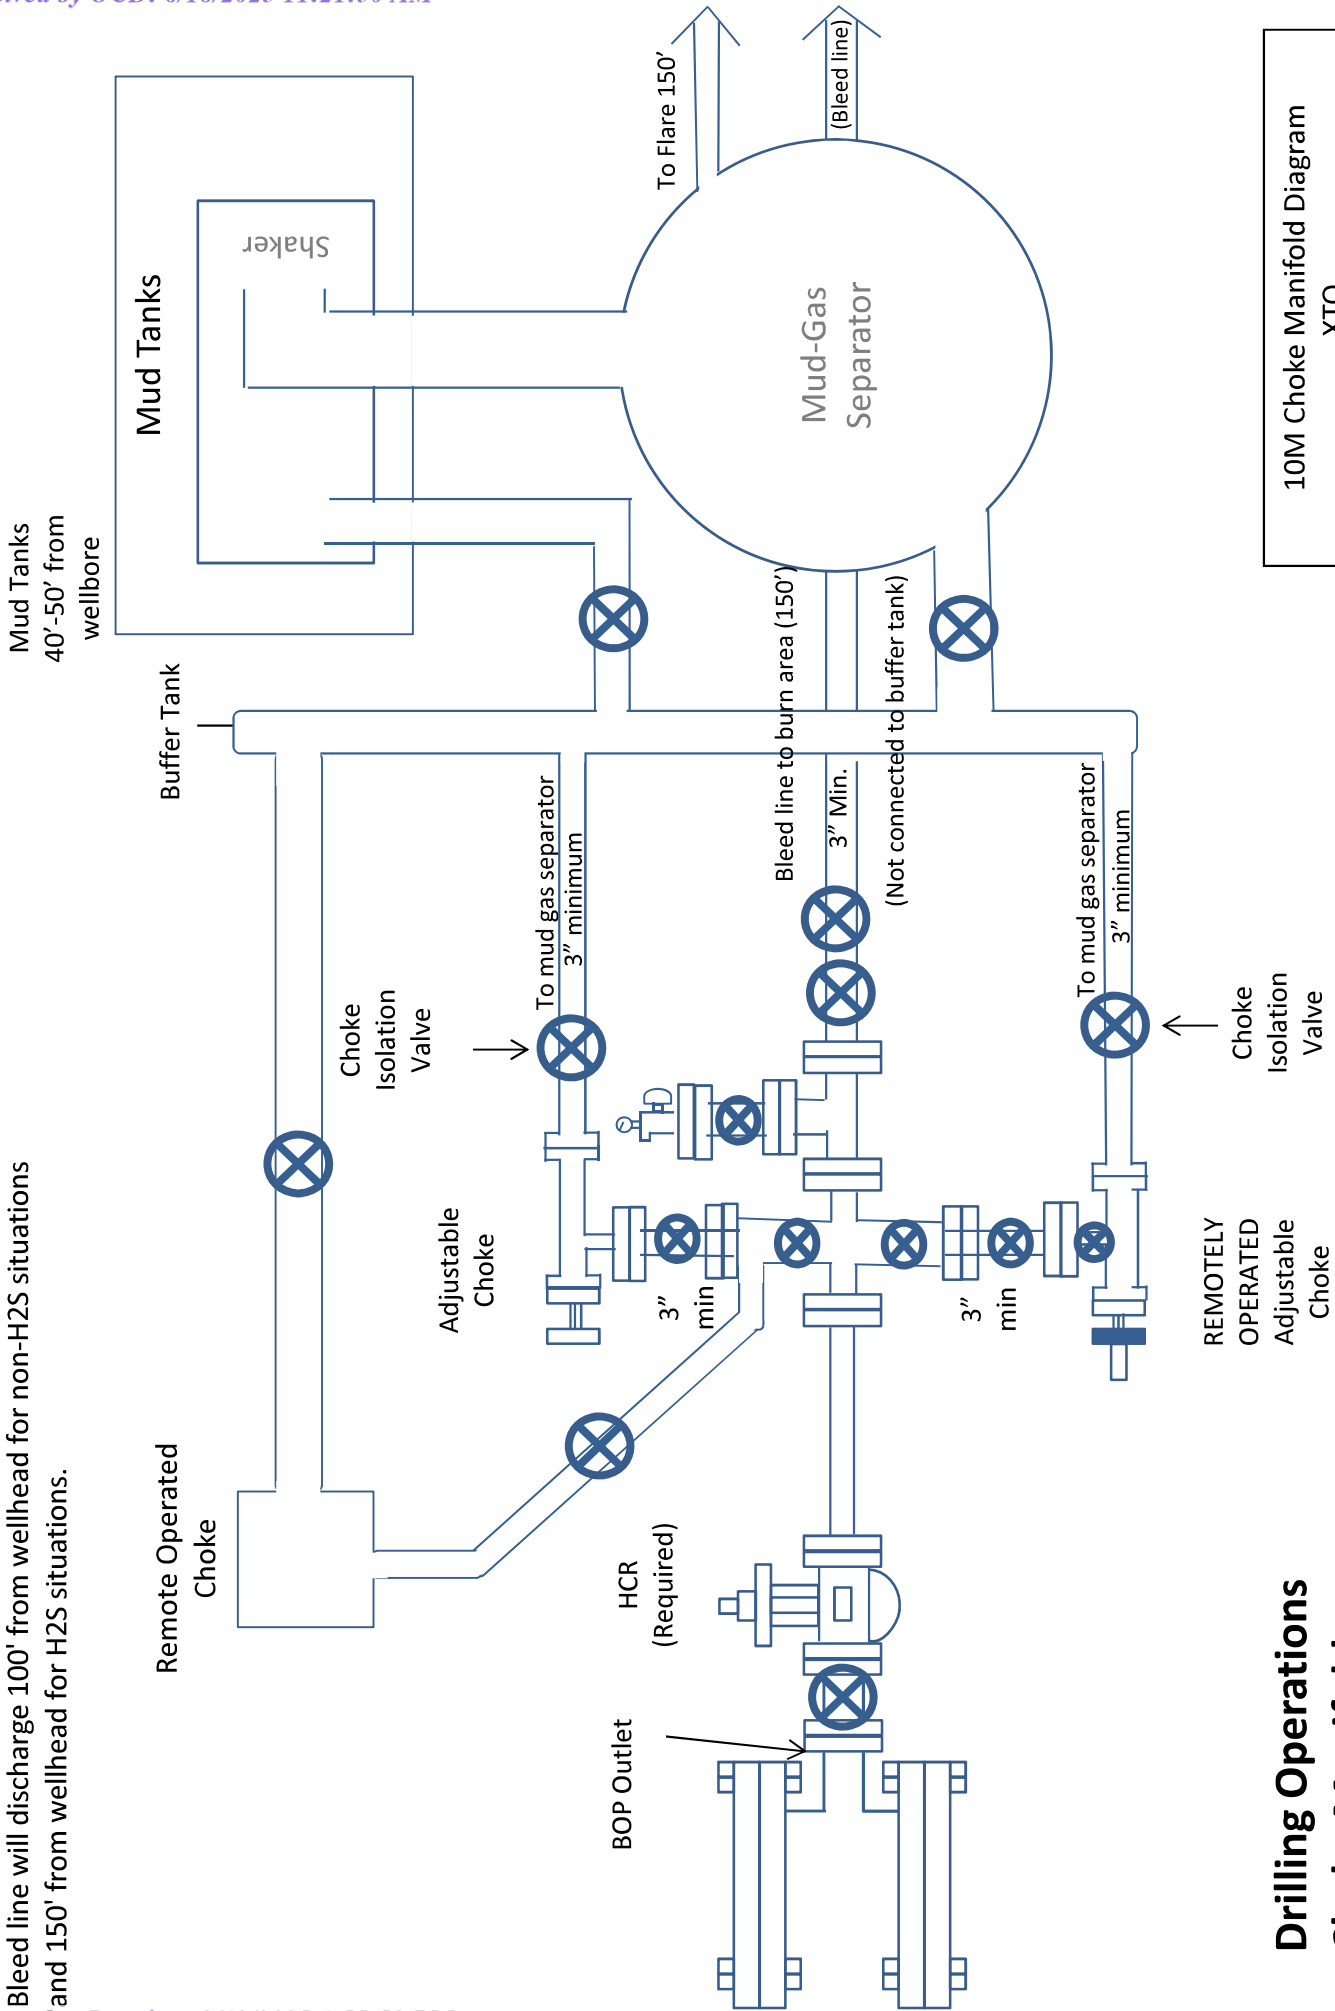 Bleed line will discharge 100' from wellhead for non-H2S situations
and 150' from wellhead for H2S situations.
Mud Tanks
40’-50’ from
wellbore
Mud Tanks
Shaker
Buffer Tank
Remote Operated
Choke
Choke
Isolation
Valve
To mud gas separator
3” minimum
Adjustable
Choke
3”
min
HCR
(Required)
BOP Outlet
To Flare 150’
(Bleed line)
Mud-Gas
Separator
Bleed line to burn area (150’)
3” Min.
(Not connected to buffer tank)
3”
min
To mud gas separator
3” minimum
Choke
Isolation
Valve
REMOTELY
OPERATED
Adjustable
Choke
10M Choke Manifold Diagram
XTO
Drilling Operations